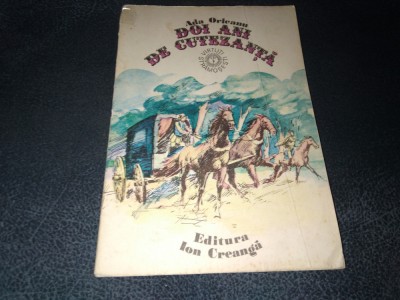 Ada Orleanu
DOI ANI
DE CUTEZANȚĂ
Editura
Ion Creangă